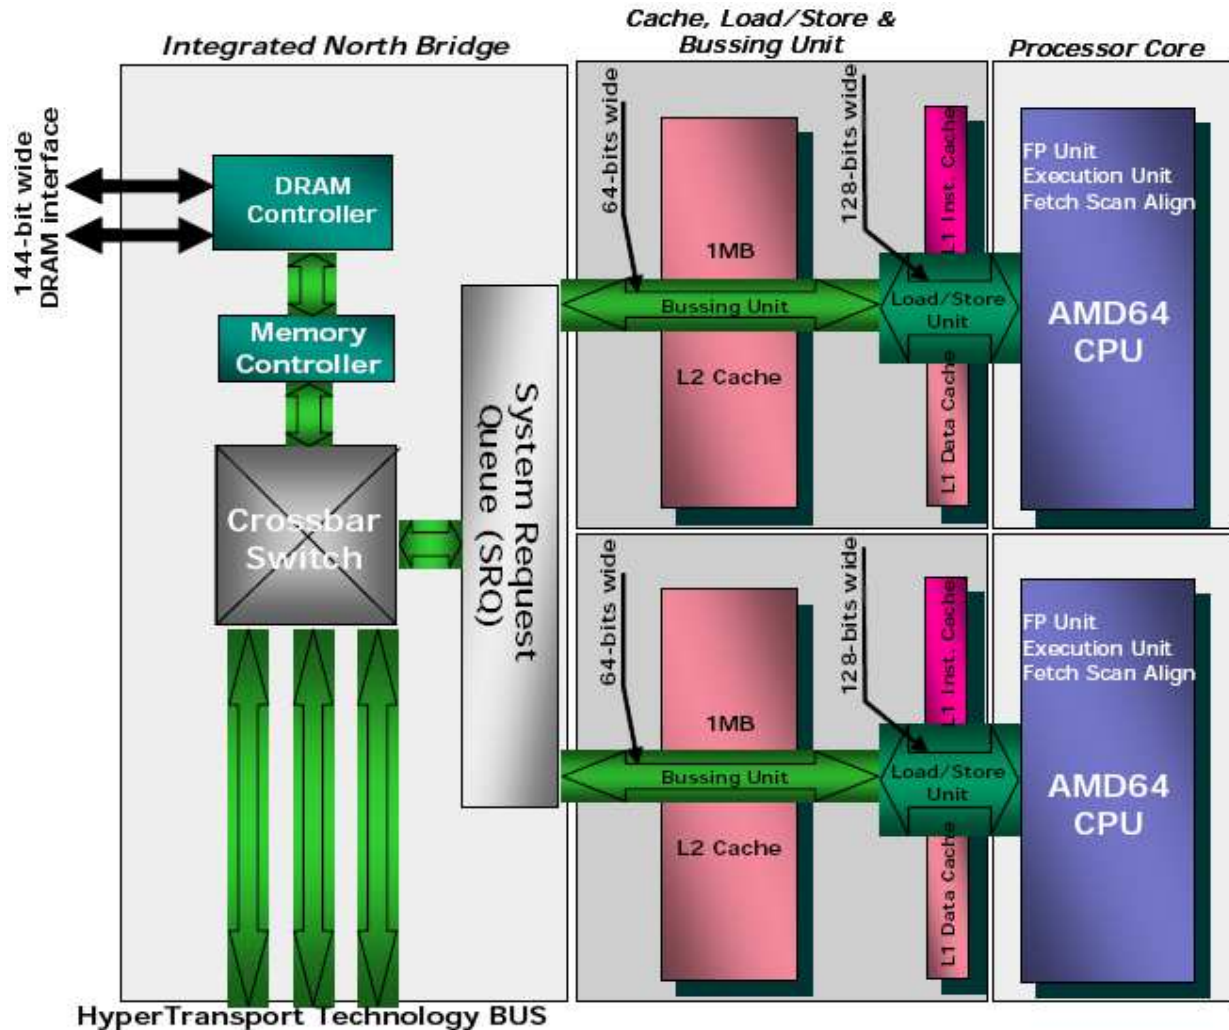 Integrated North Bridge
Cache, Load/Store &
Bussing Unit
Processor Core
144-bit wide
DRAM interface
DRAM
Controller
Memory
Controller
Crossbar
Switch
System Request
Queue (SRQ)
HyperTransport Technology BUS
64-bits wide
128-bits wide
1MB
L2 Cache
Bussing Unit
L1 Inst. Cache
Load/Store
Unit
L1 Data Cache
FP Unit
Execution Unit
Fetch Scan Align
AMD64
CPU
64-bits wide
128-bits wide
1MB
L2 Cache
Bussing Unit
L1 Inst. Cache
Load/Store
Unit
L1 Data Cache
FP Unit
Execution Unit
Fetch Scan Align
AMD64
CPU